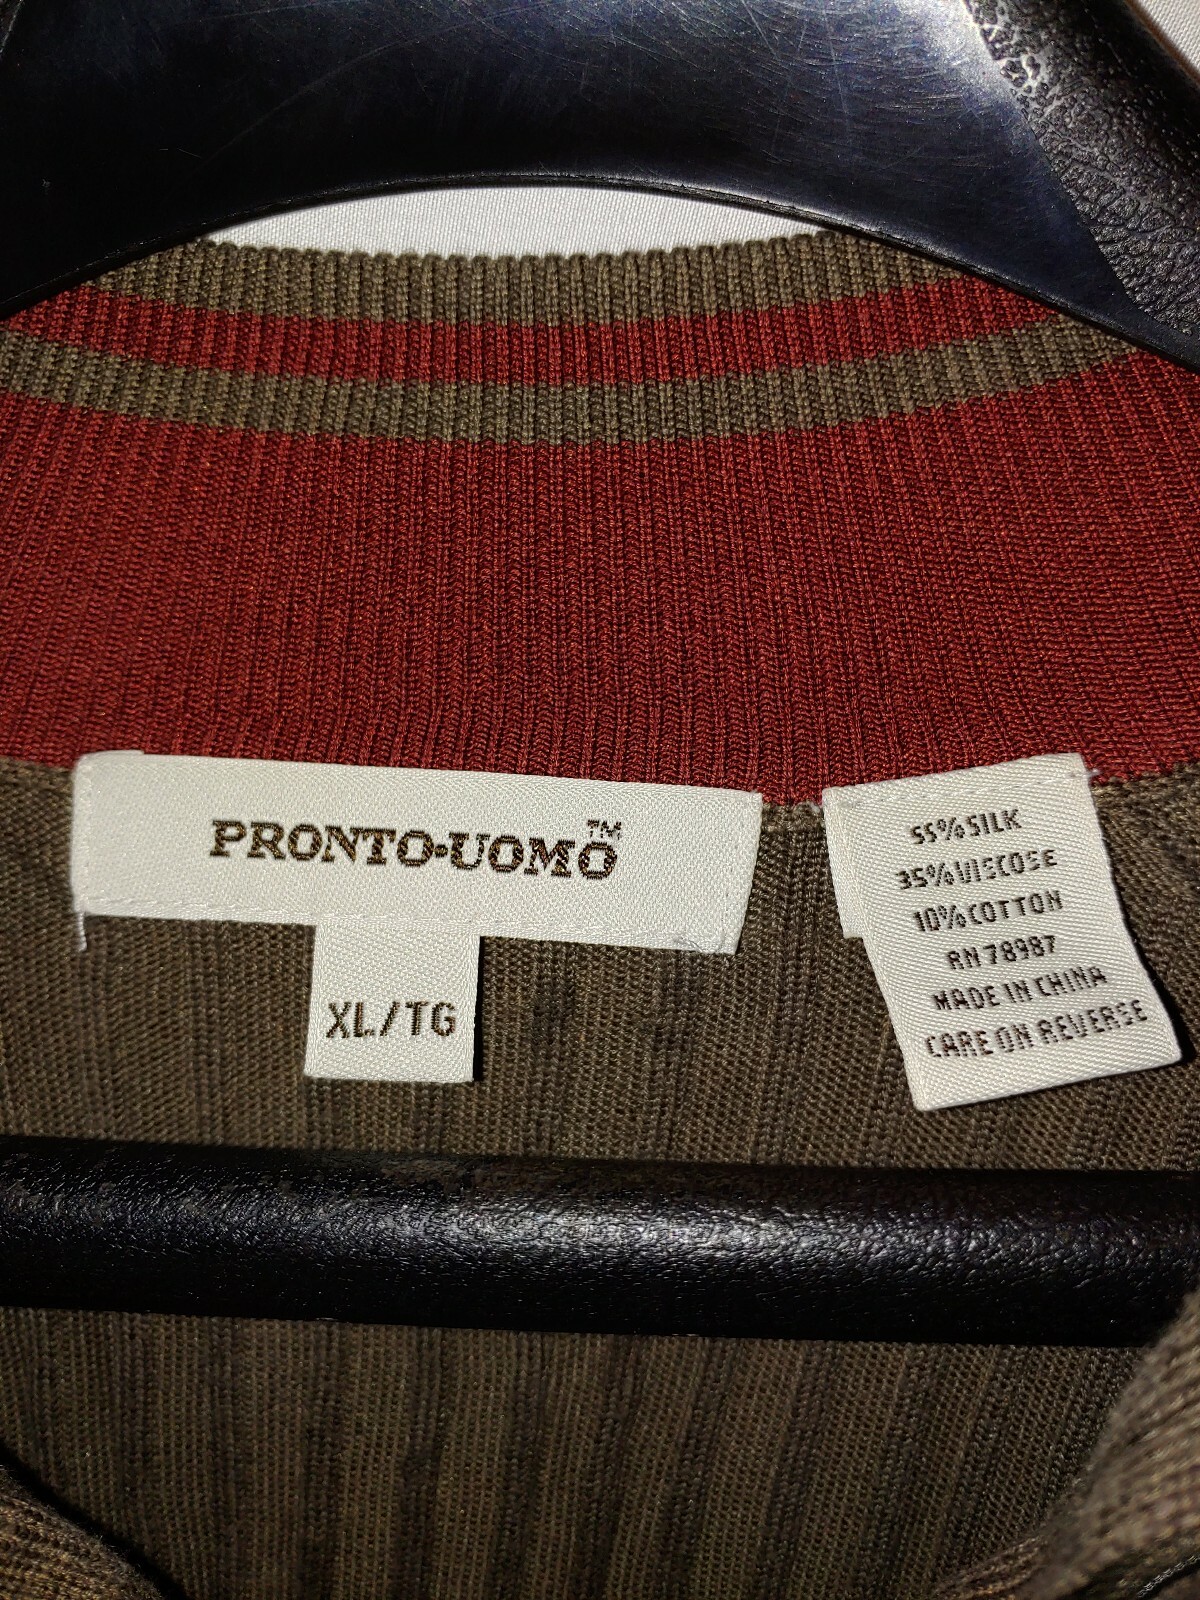 PRONTO-UOMO™
XL/TG
55% SILK
35% VISCOSE
10% COTTON
RN 78987
MADE IN CHINA
CARE ON REVERSE